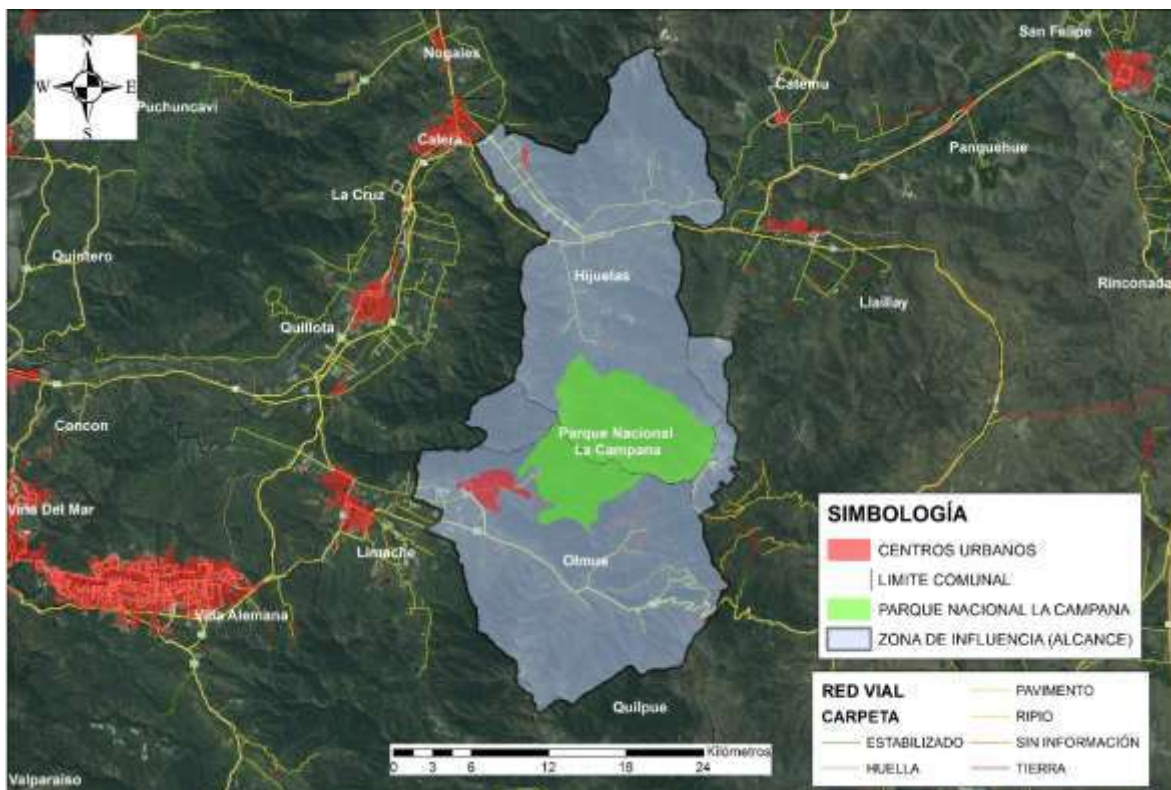 N
W E
S
Nogales
San Felipe
Catemu
Puchuncavi
Panquehue
Calera
La Cruz
Quintero
Hijuelas
Rinconada
Llaillay
Quillota
Concon
Parque Nacional
La Campana
Viña Del Mar
Limache
Olmue
Villa Alemana
Quilpue
Valparaiso
Kilómetros
0 3 6 12 18 24
SIMBOLOGÍA
CENTROS URBANOS
LIMITE COMUNAL
PARQUE NACIONAL LA CAMPANA
ZONA DE INFLUENCIA (ALCANCE)
RED VIAL
CARPETA
ESTABILIZADO
HUELLA
PAVIMENTO
RIPIO
SIN INFORMACIÓN
TIERRA